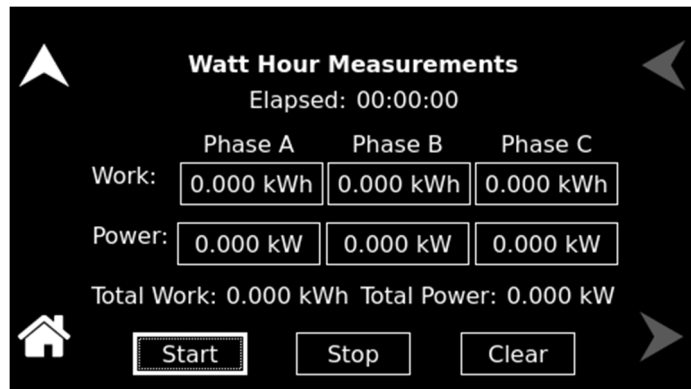 Watt Hour Measurements
Elapsed: 00:00:00
Phase A Phase B Phase C
Work: 0.000 kWh 0.000 kWh 0.000 kWh
Power: 0.000 kW 0.000 kW 0.000 kW
Total Work: 0.000 kWh Total Power: 0.000 kW
Start Stop Clear